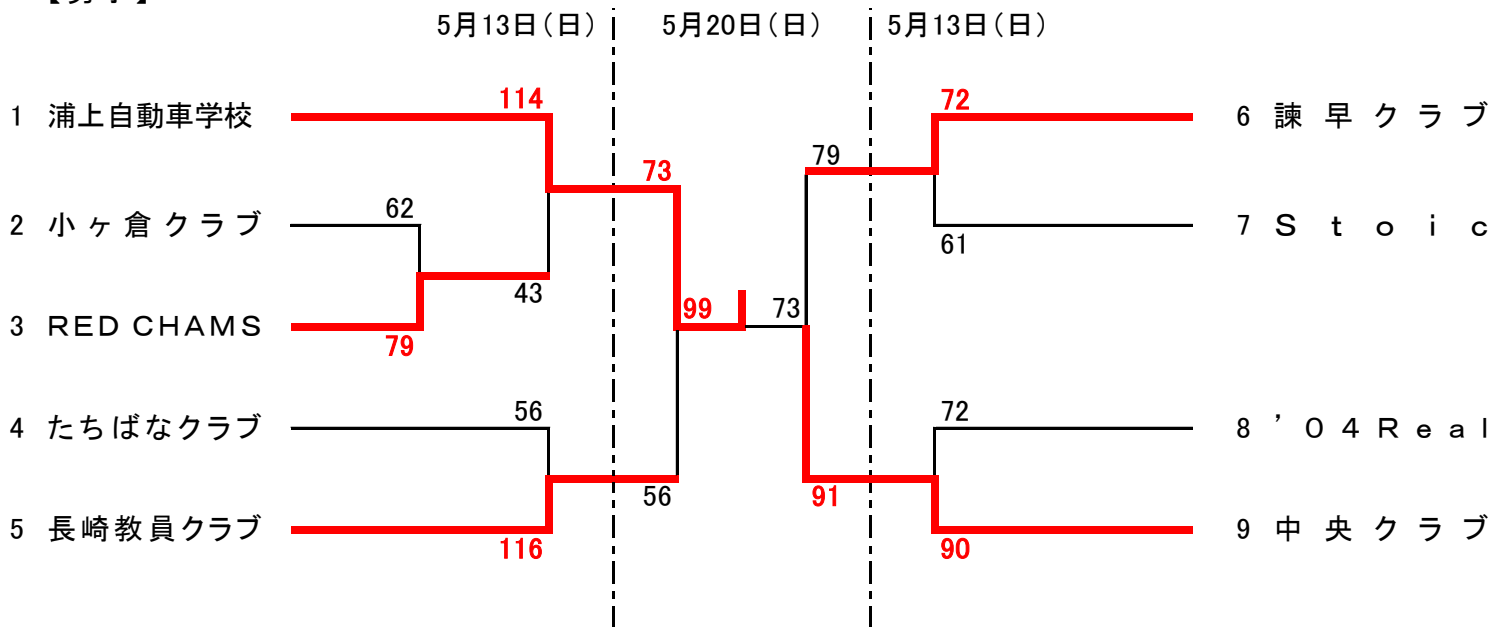 5月13日(日) 5月20日(日) 5月13日(日)
114 72
1 浦上自動車学校 6 諫早クラブ
79
73
62
2 小ヶ倉クラブ 7 Stoic
61
43
99 73
3 RED CHAMS
79
56 72
4 たちばなクラブ 8 ’04Real
56 91
5 長崎教員クラブ 9 中央クラブ
116 90